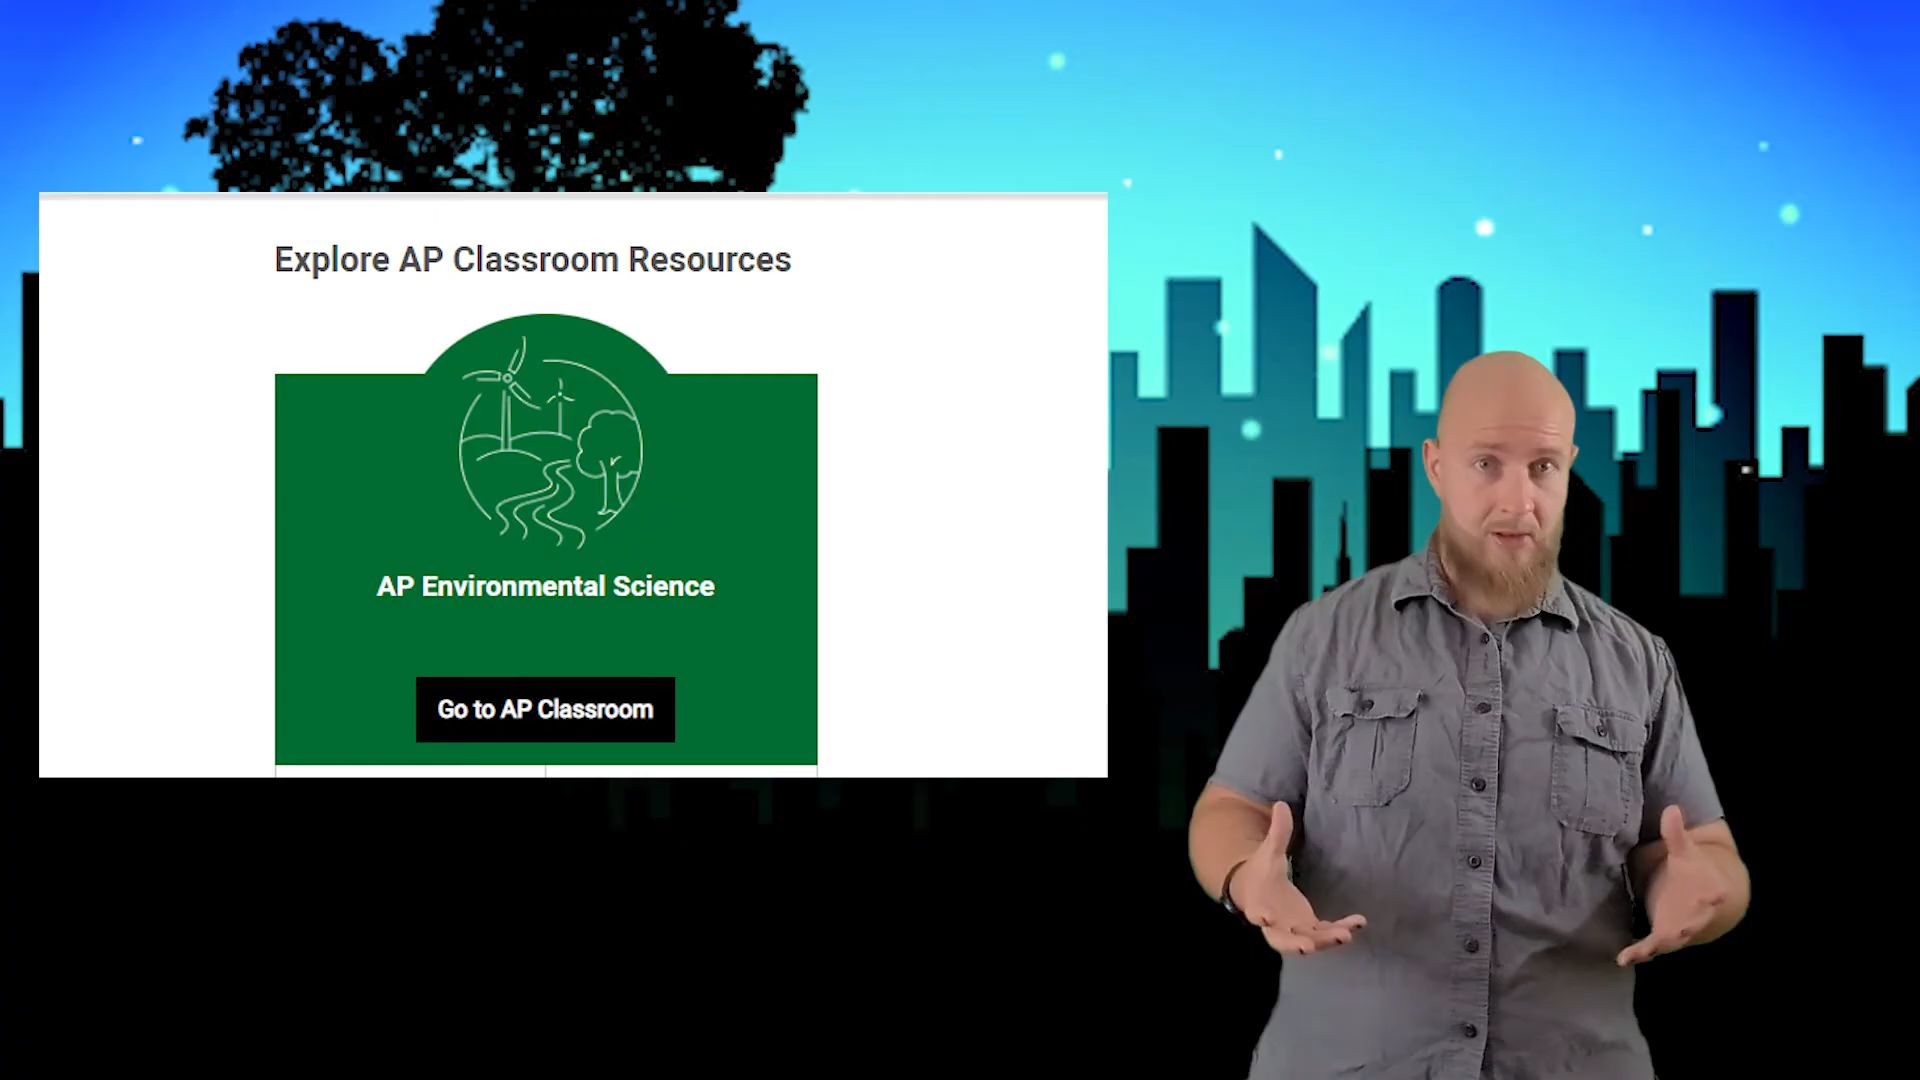 Explore AP Classroom Resources
AP Environmental Science
Go to AP Classroom